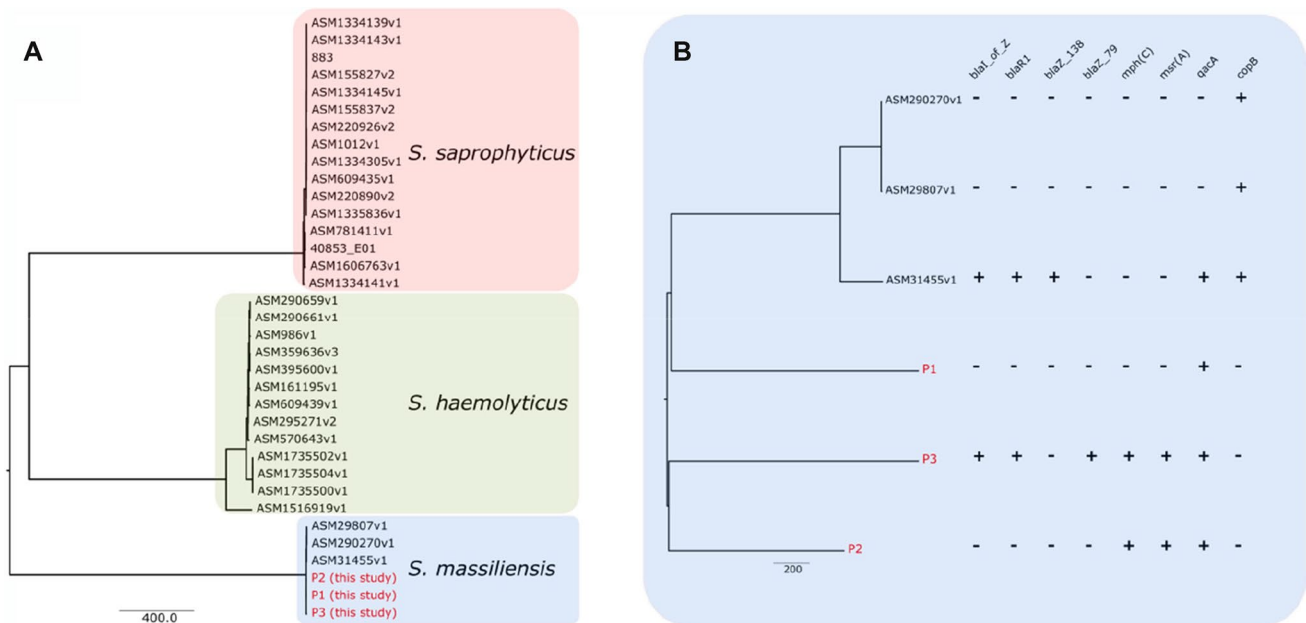 A
ASM1334139v1
ASM1334143v1
883
ASM155827v2
ASM1334145v1
ASM155837v2
ASM220926v2
ASM1012v1
ASM1334305v1
ASM609435v1
ASM220890v2
ASM1335836v1
ASM781411v1
40853_E01
ASM1606763v1
ASM1334141v1
S. saprophyticus
ASM290659v1
ASM290661v1
ASM986v1
ASM359636v3
ASM395600v1
ASM161195v1
ASM609439v1
ASM295271v2
ASM570643v1
ASM1735502v1
ASM1735504v1
ASM1735500v1
ASM1516919v1
S. haemolyticus
ASM29807v1
ASM290270v1
ASM31455v1
P2 (this study)
P1 (this study)
P3 (this study)
S. massiliensis
400.0
B
blaI_of_Z blaR1 blaZ_138 blaZ_79 mph(C) msr(A) qacA copB
ASM290270v1 - - - - - - - +
ASM29807v1 - - - - - - - +
ASM31455v1 + + + - - - + +
P1 - - - - - - + -
P3 + + - + + + + -
P2 - - - - + + + -
200